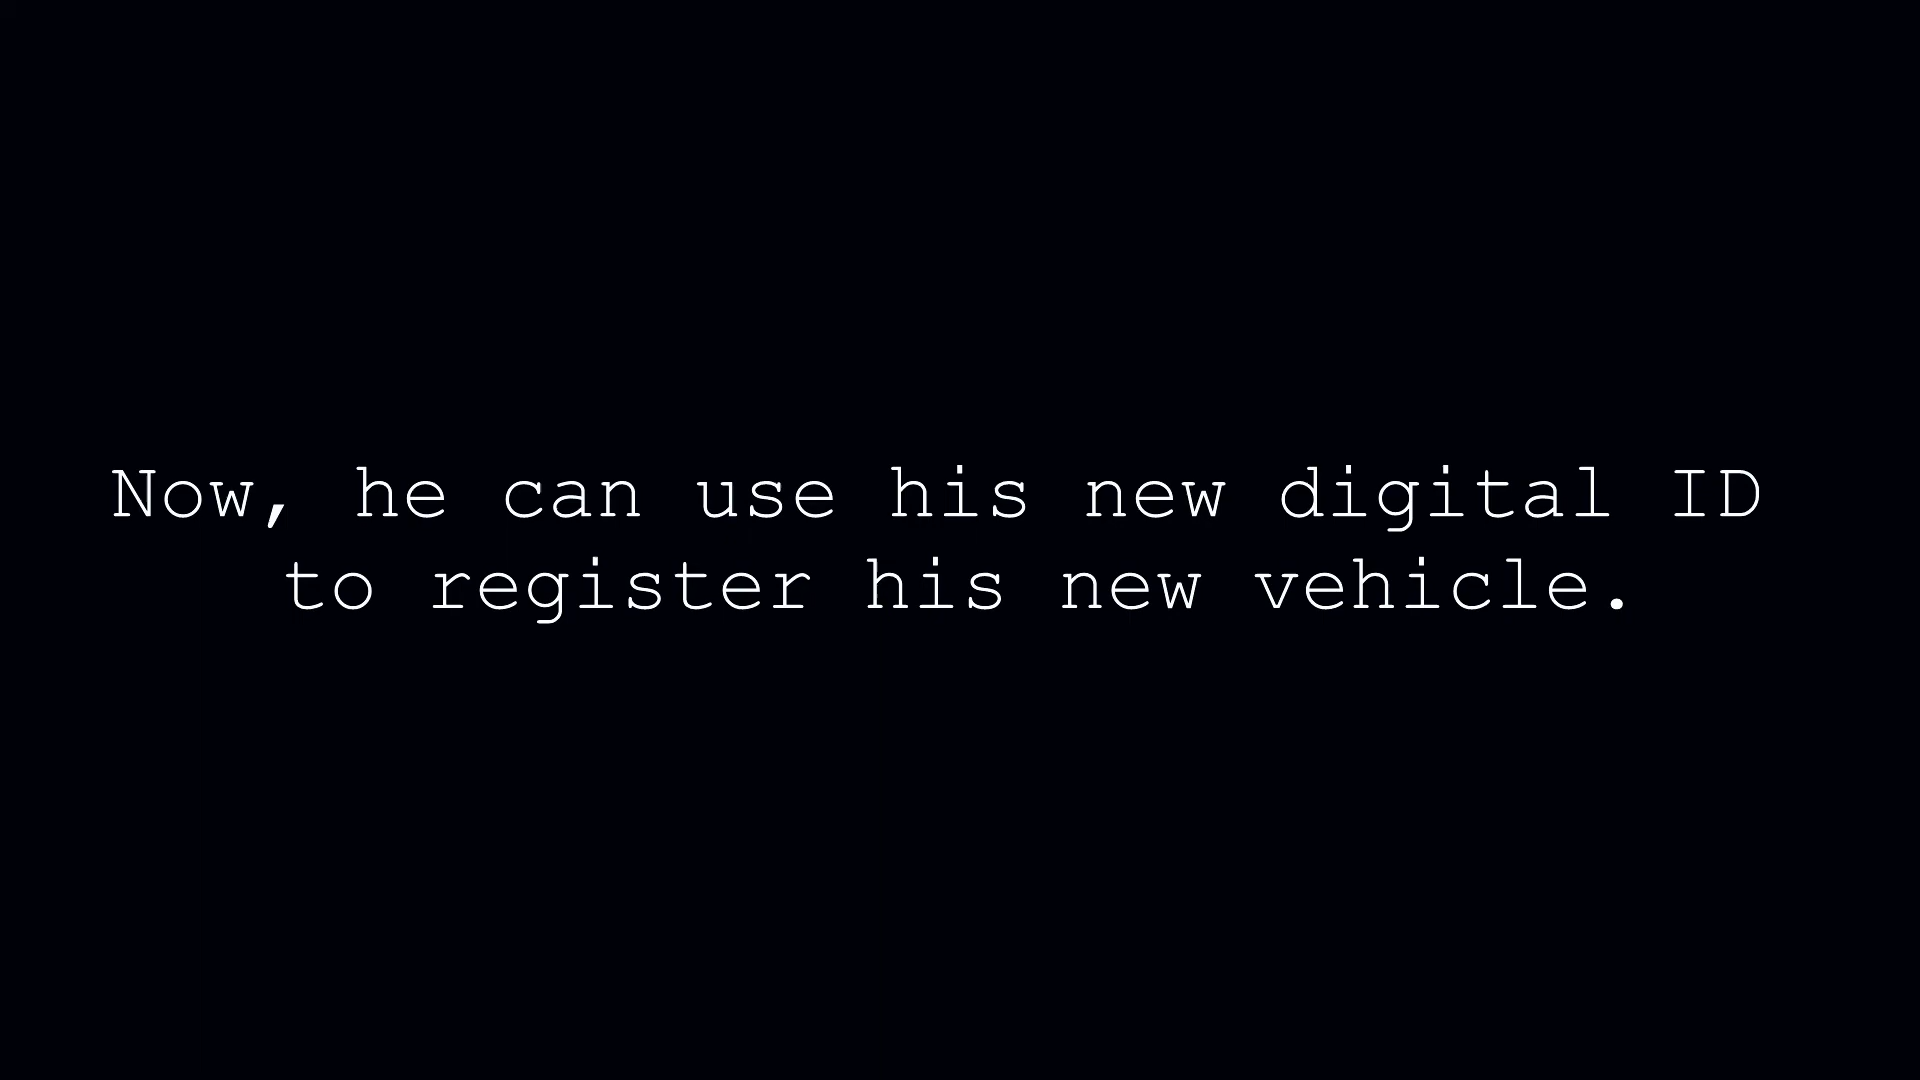 Now, he can use his new digital ID
to register his new vehicle.